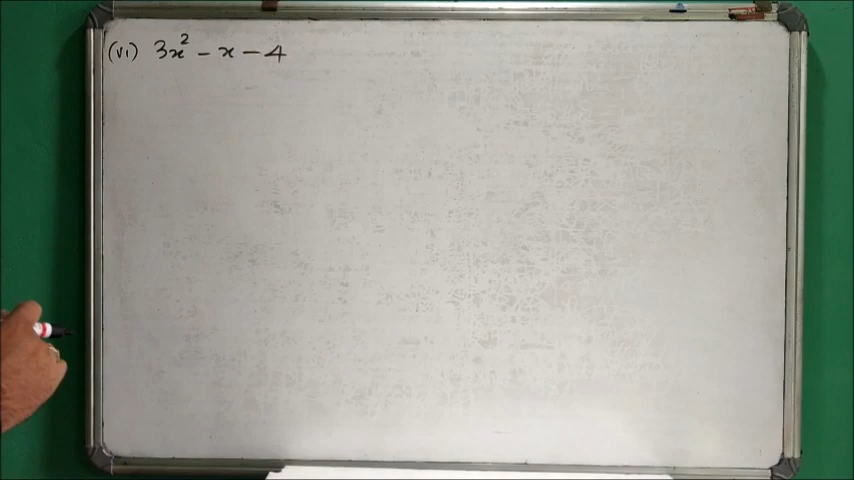 (vi) 3x² - x - 4